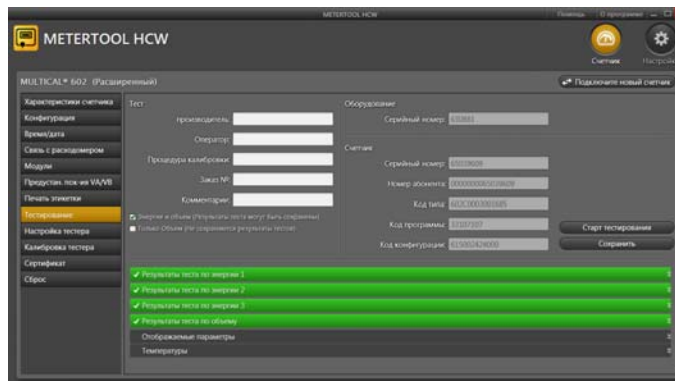 METERTOOL HCW
Помощь О программе
METERTOOL HCW
Счетчик
Настройк
MULTICAL® 602 (Расширенный)
Подключите новый счетчик
Характеристики счетчика
Конфигурация
Время/дата
Связь с расходомером
Модули
Предустан. пок-ия VA/VB
Печать этикетки
Тестирование
Настройка тестера
Калибровка тестера
Сертификат
Сброс
Тест
производитель:
Оператор:
Процедура калибровки:
Заказ №:
Комментарии:
Энергия и объем (Результаты теста могут быть сохранены)
Только Объем (Не сохраняются результаты тестов)
Оборудование
Серийный номер:
Счетчик
Серийный номер:
Номер абонента:
Код типа:
Код программы:
Код конфигурации:
Старт тестирования
Сохранить
Результаты теста по энергии 1
Результаты теста по энергии 2
Результаты теста по энергии 3
Результаты теста по объему
Отображаемые параметры
Температуры